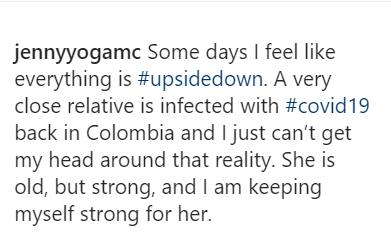 jennyyogamc Some days I feel like
everything is #upsidedown. A very
close relative is infected with #covid19
back in Colombia and I just can't get
my head around that reality. She is
old, but strong, and I am keeping
myself strong for her.